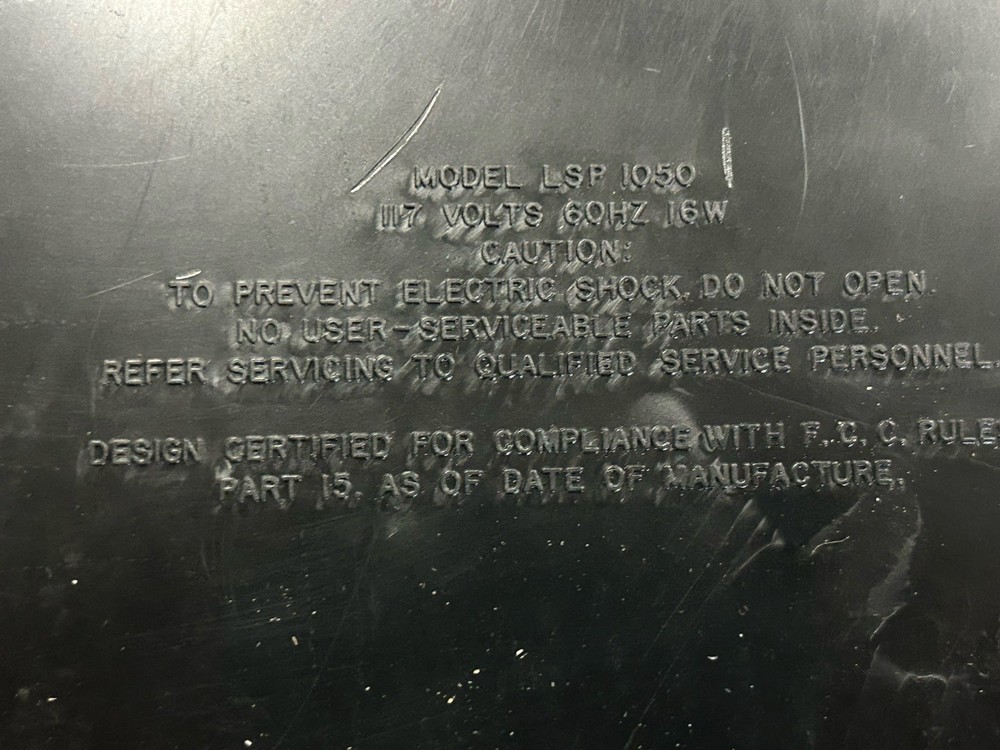 MODEL LSP 1050
117 VOLTS 60HZ 16W
CAUTION:
TO PREVENT ELECTRIC SHOCK, DO NOT OPEN.
NO USER-SERVICEABLE PARTS INSIDE.
REFER SERVICING TO QUALIFIED SERVICE PERSONNEL.
DESIGN CERTIFIED FOR COMPLIANCE WITH F. C. C. RULE
PART 15, AS OF DATE OF MANUFACTURE.